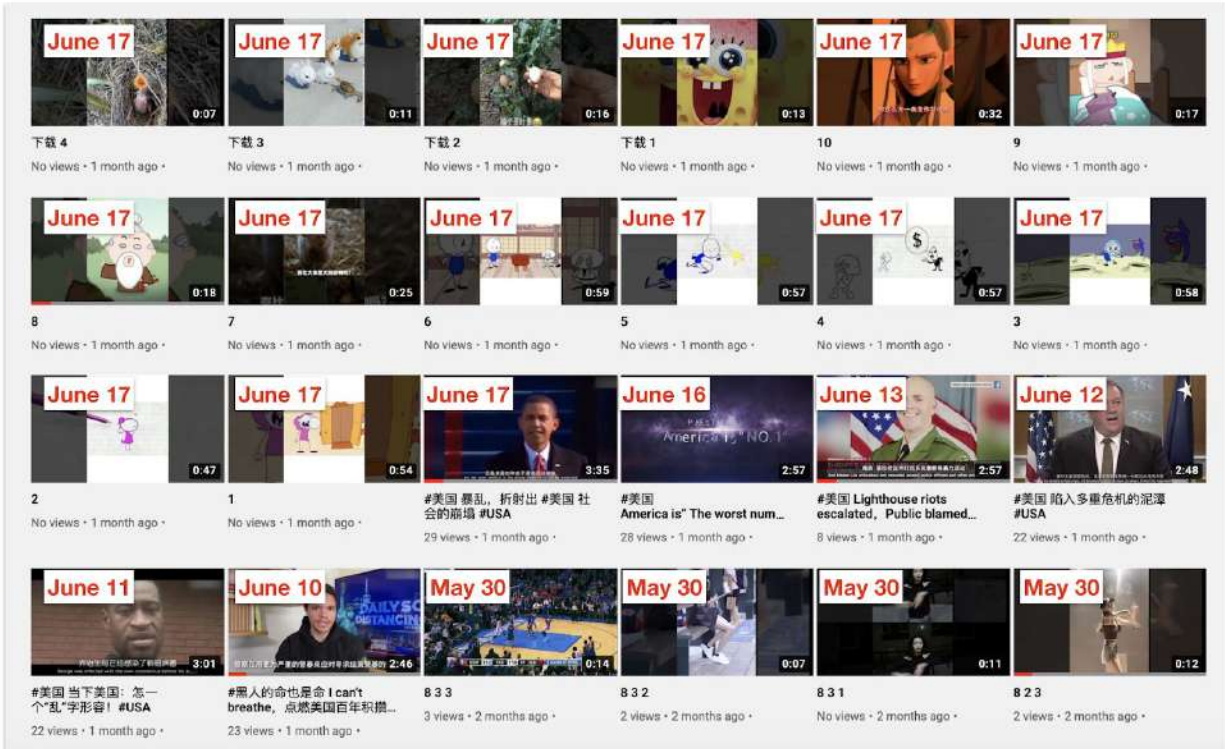 June 17
June 17
June 17
June 17
June 17
June 17
0:07
0:11
0:16
0:13
0:32
0:17
下载 4
下载 3
下载 2
下载 1
10
9
No views • 1 month ago •
No views • 1 month ago •
No views • 1 month ago •
No views • 1 month ago •
No views • 1 month ago •
No views • 1 month ago •
June 17
June 17
June 17
June 17
June 17
June 17
$
0:18
0:25
0:59
0:57
0:57
0:58
8
7
6
5
4
3
No views • 1 month ago •
No views • 1 month ago •
No views • 1 month ago •
No views • 1 month ago •
No views • 1 month ago •
No views • 1 month ago •
June 17
June 17
June 17
June 16
June 13
June 12
America is "NO.1"
0:47
0:54
3:35
2:57
2:57
2:48
2
1
#美国 暴乱，折射出 #美国 社
会的崩塌 #USA
#美国
America is" The worst num...
#美国 Lighthouse riots
escalated，Public blamed...
#美国 陷入多重危机的泥潭
#USA
No views • 1 month ago •
No views • 1 month ago •
29 views • 1 month ago •
28 views • 1 month ago •
8 views • 1 month ago •
22 views • 1 month ago •
June 11
June 10
May 30
May 30
May 30
May 30
DAILY
DISTANCIN
3:01
2:46
0:14
0:07
0:11
0:12
#美国 当下美国：怎一
个"乱"字形容！#USA
#黑人的命也是命 I can't
breathe，点燃美国百年积攒...
8 3 3
8 3 2
8 3 1
8 2 3
22 views • 1 month ago •
23 views • 1 month ago •
3 views • 2 months ago •
2 views • 2 months ago •
No views • 2 months ago •
2 views • 2 months ago •